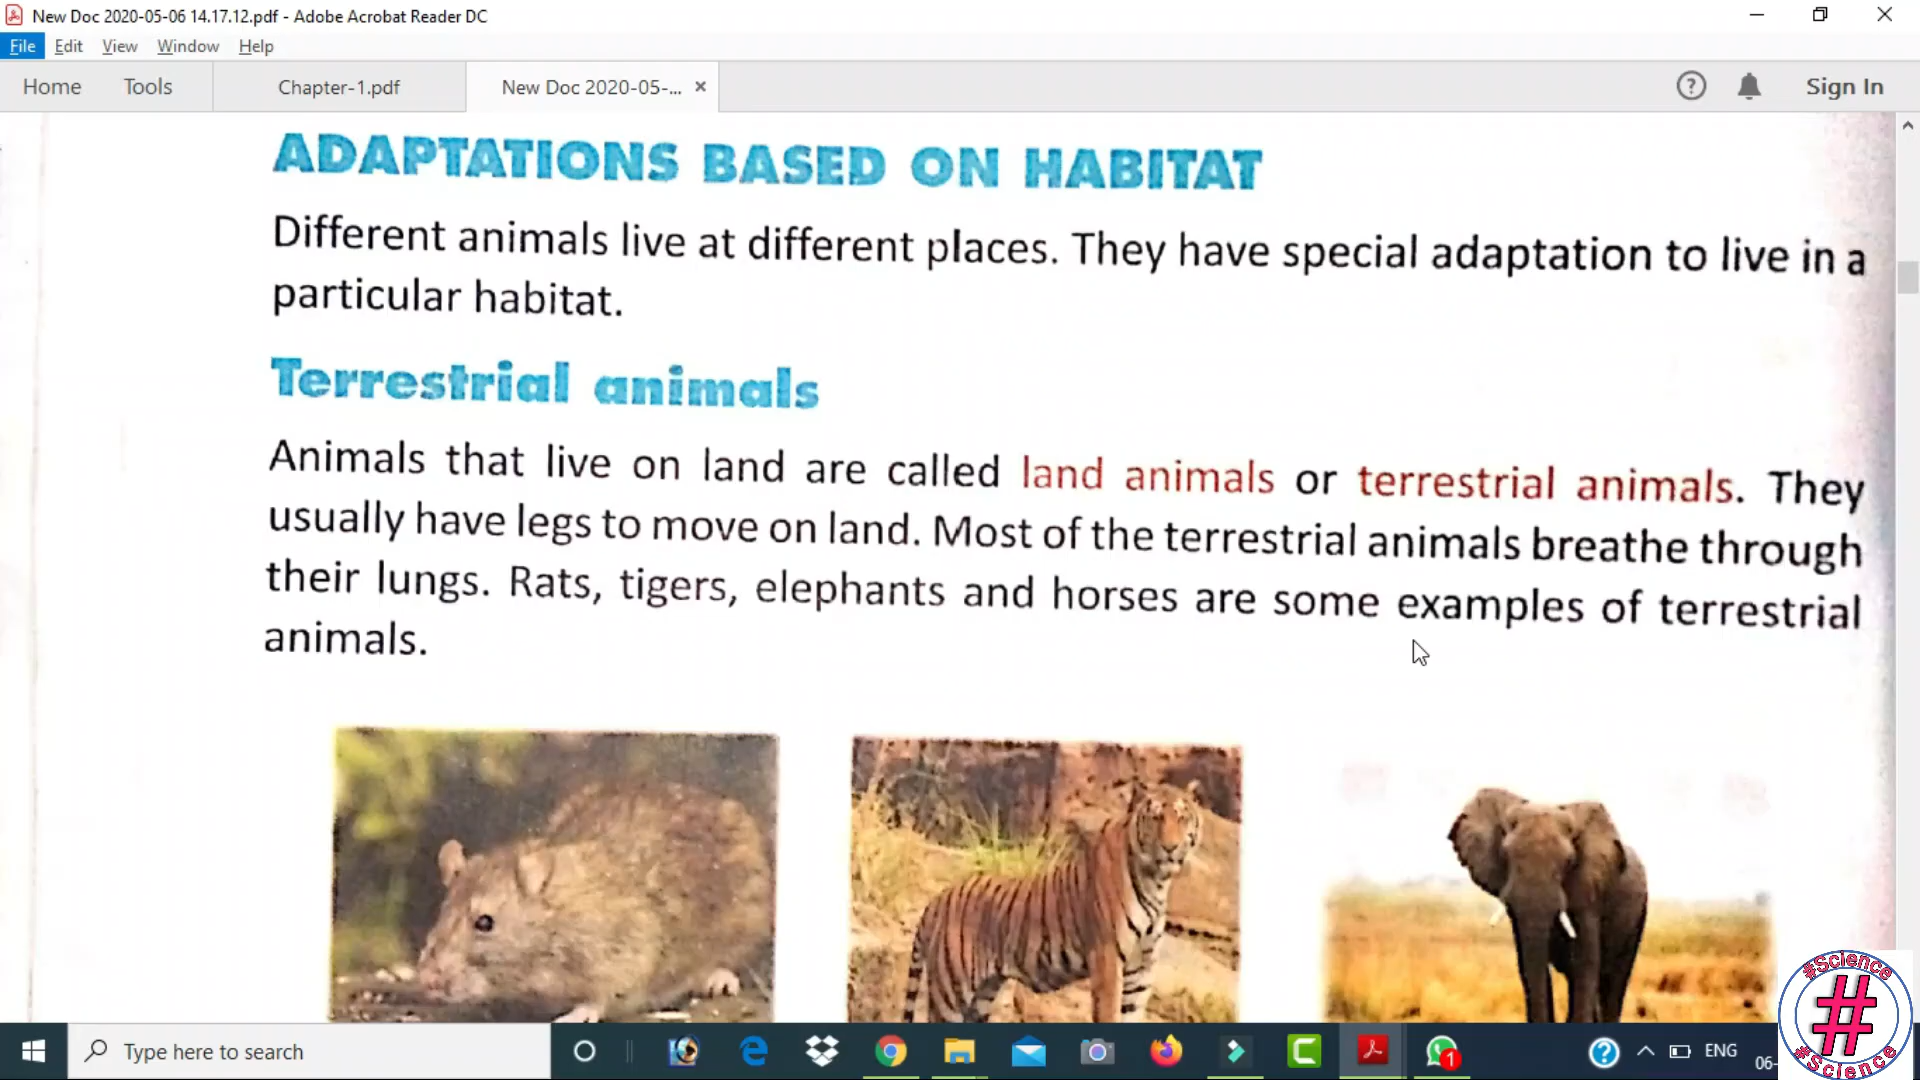 New Doc 2020-05-06 14.17.12.pdf - Adobe Acrobat Reader DC
File Edit View Window Help
Home Tools Chapter-1.pdf New Doc 2020-05-... × Sign In
ADAPTATIONS BASED ON HABITAT
Different animals live at different places. They have special adaptation to live in a
particular habitat.
Terrestrial animals
Animals that live on land are called land animals or terrestrial animals. They
usually have legs to move on land. Most of the terrestrial animals breathe through
their lungs. Rats, tigers, elephants and horses are some examples of terrestrial
animals.
#Science
#
#Science
Type here to search
1
ENG
06-